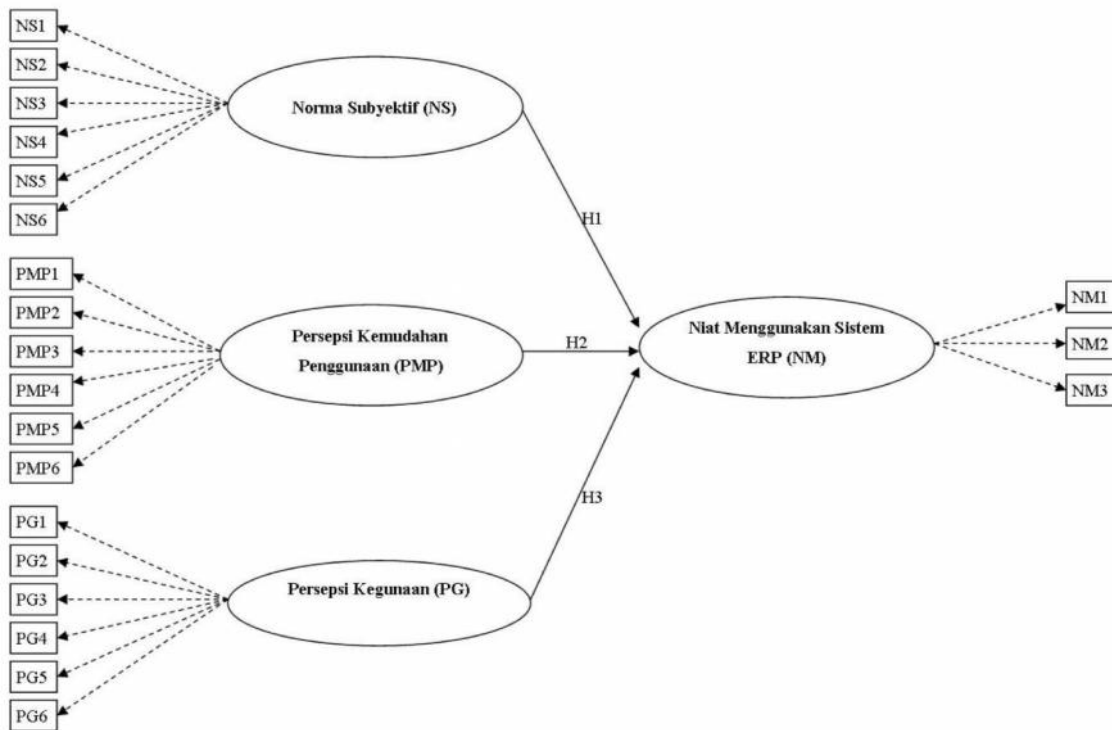 NS1
NS2
NS3
NS4
NS5
NS6
Norma Subyektif (NS)
H1
PMP1
PMP2
PMP3
PMP4
PMP5
PMP6
Persepsi Kemudahan
Penggunaan (PMP)
H2
Niat Menggunakan Sistem
ERP (NM)
NM1
NM2
NM3
PG1
PG2
PG3
PG4
PG5
PG6
Persepsi Kegunaan (PG)
H3